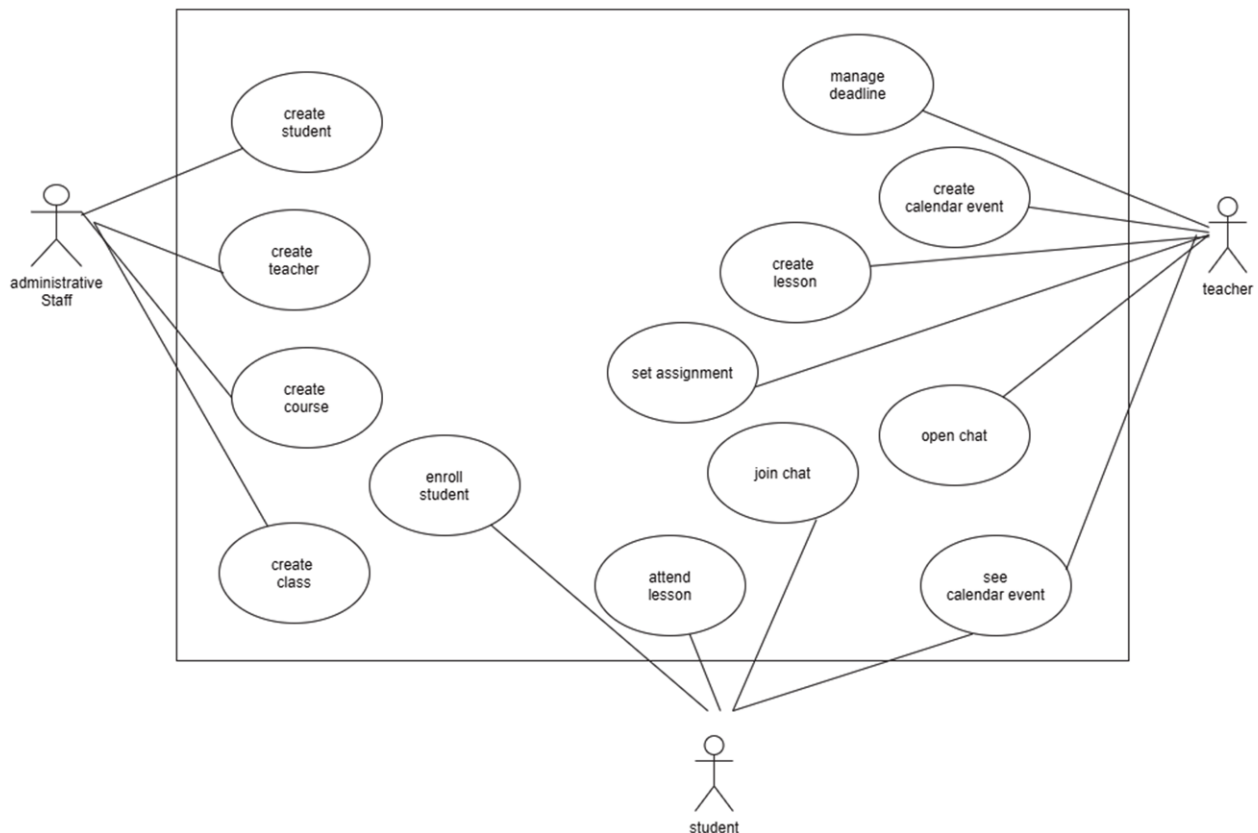 manage
deadline
create
student
create
calendar event
create
teacher
create
lesson
administrative
Staff
teacher
set assignment
create
course
open chat
enroll
student
join chat
create
class
attend
lesson
see
calendar event
student